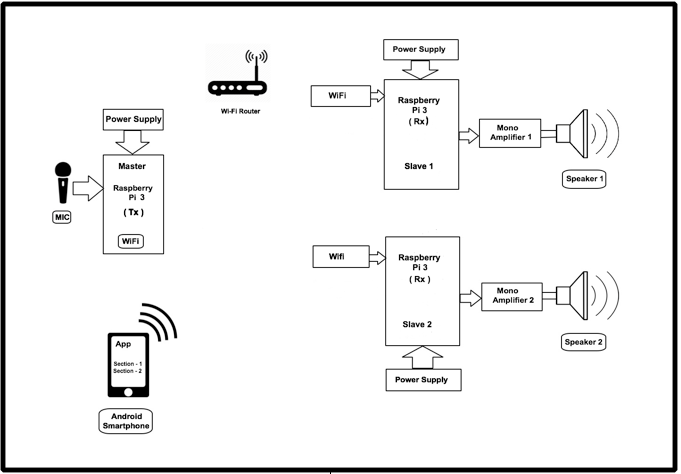 Wi-Fi Router
Power Supply
Master
Raspberry
Pi 3
( Tx )
WiFi
MIC
App
Section - 1
Section - 2
Android
Smartphone
Power Supply
WiFi
Raspberry
Pi 3
( Rx )
Slave 1
Mono
Amplifier 1
Speaker 1
Wifi
Raspberry
Pi 3
( Rx )
Slave 2
Mono
Amplifier 2
Speaker 2
Power Supply